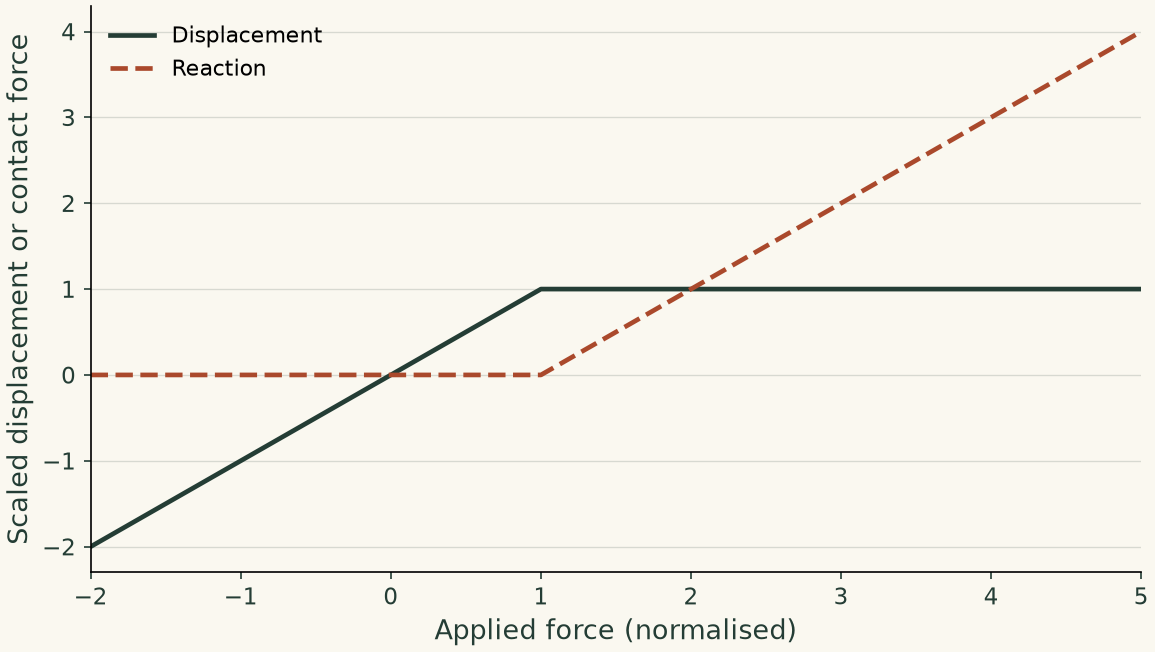 Displacement
Reaction
Scaled displacement or contact force
4
3
2
1
0
−1
−2
−2 −1 0 1 2 3 4 5
Applied force (normalised)